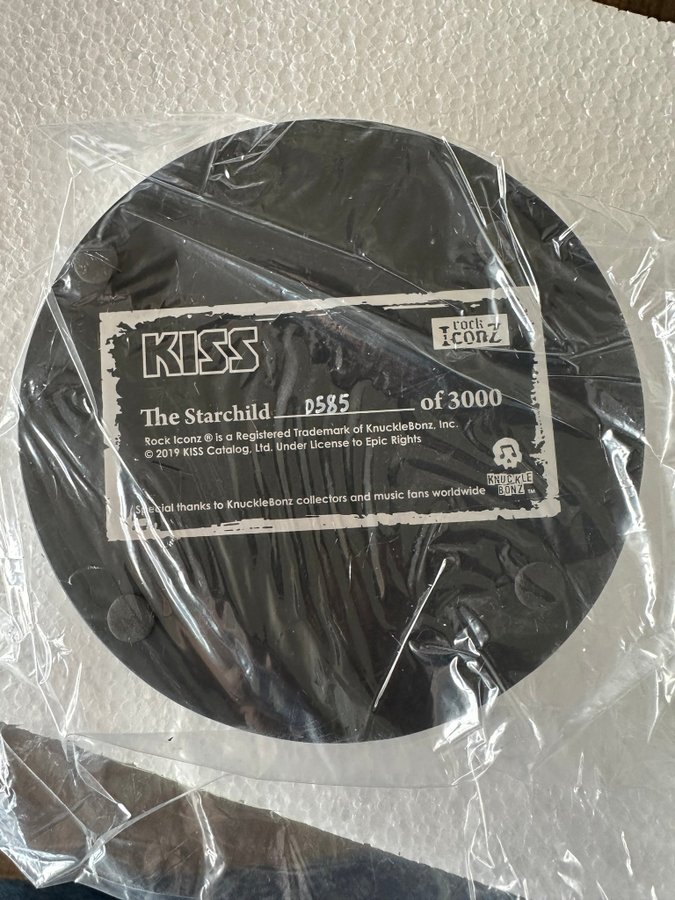 KISS
rock
Iconz
The Starchild 0585 of 3000
Rock Iconz ® is a Registered Trademark of KnuckleBonz, Inc.
© 2019 KISS Catalog, Ltd. Under License to Epic Rights
KNUCKLE
BONZ ™
Special thanks to KnuckleBonz collectors and music fans worldwide